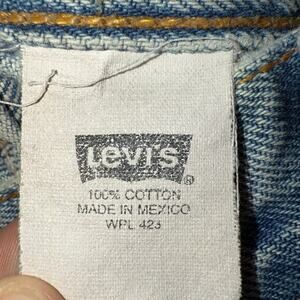 Levi's ®
100% COTTON
MADE IN MEXICO
WPL 423